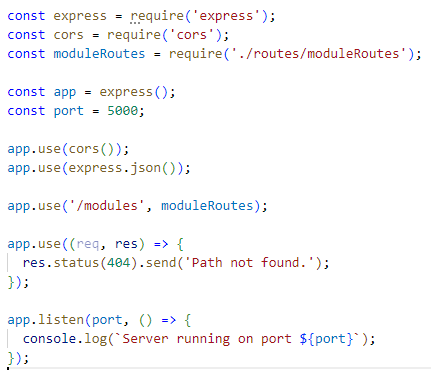 const express = require('express');
const cors = require('cors');
const moduleRoutes = require('./routes/moduleRoutes');
const app = express();
const port = 5000;
app.use(cors());
app.use(express.json());
app.use('/modules', moduleRoutes);
app.use((req, res) => {
res.status(404).send('Path not found.');
});
app.listen(port, () => {
console.log(`Server running on port ${port}`);
});